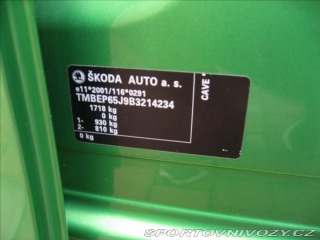 ŠKODA AUTO a. s.
e11*2001/116*0291
TMBEP65J9B3214234
1718 kg
0 kg
1- 930 kg
2- 810 kg
0 kg
CAVE
© SPORTOVNIVOZY.CZ